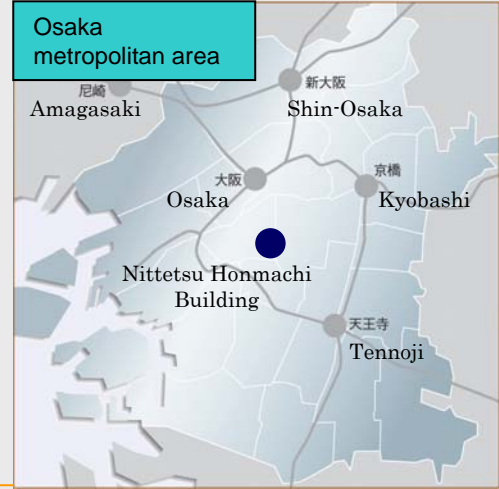 Osaka
metropolitan area
尼崎
Amagasaki
新大阪
Shin-Osaka
大阪
Osaka
京橋
Kyobashi
Nittetsu Honmachi
Building
天王寺
Tennoji